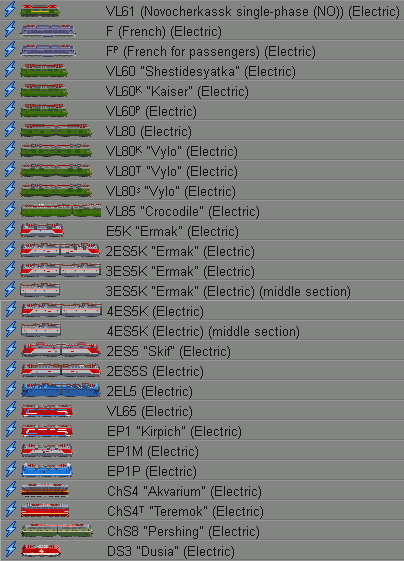 VL61 (Novocherkassk single-phase (NO)) (Electric)
F (French) (Electric)
Fᴾ (French for passengers) (Electric)
VL60 "Shestidesyatka" (Electric)
VL60ᴷ "Kaiser" (Electric)
VL60ᴾ (Electric)
VL80 (Electric)
VL80ᴷ "Vylo" (Electric)
VL80ᵀ "Vylo" (Electric)
VL80ˢ "Vylo" (Electric)
VL85 "Crocodile" (Electric)
E5K "Ermak" (Electric)
2ES5K "Ermak" (Electric)
3ES5K "Ermak" (Electric)
3ES5K "Ermak" (Electric) (middle section)
4ES5K (Electric)
4ES5K (Electric) (middle section)
2ES5 "Skif" (Electric)
2ES5S (Electric)
2EL5 (Electric)
VL65 (Electric)
EP1 "Kirpich" (Electric)
EP1M (Electric)
EP1P (Electric)
ChS4 "Akvarium" (Electric)
ChS4ᵀ "Teremok" (Electric)
ChS8 "Pershing" (Electric)
DS3 "Dusia" (Electric)